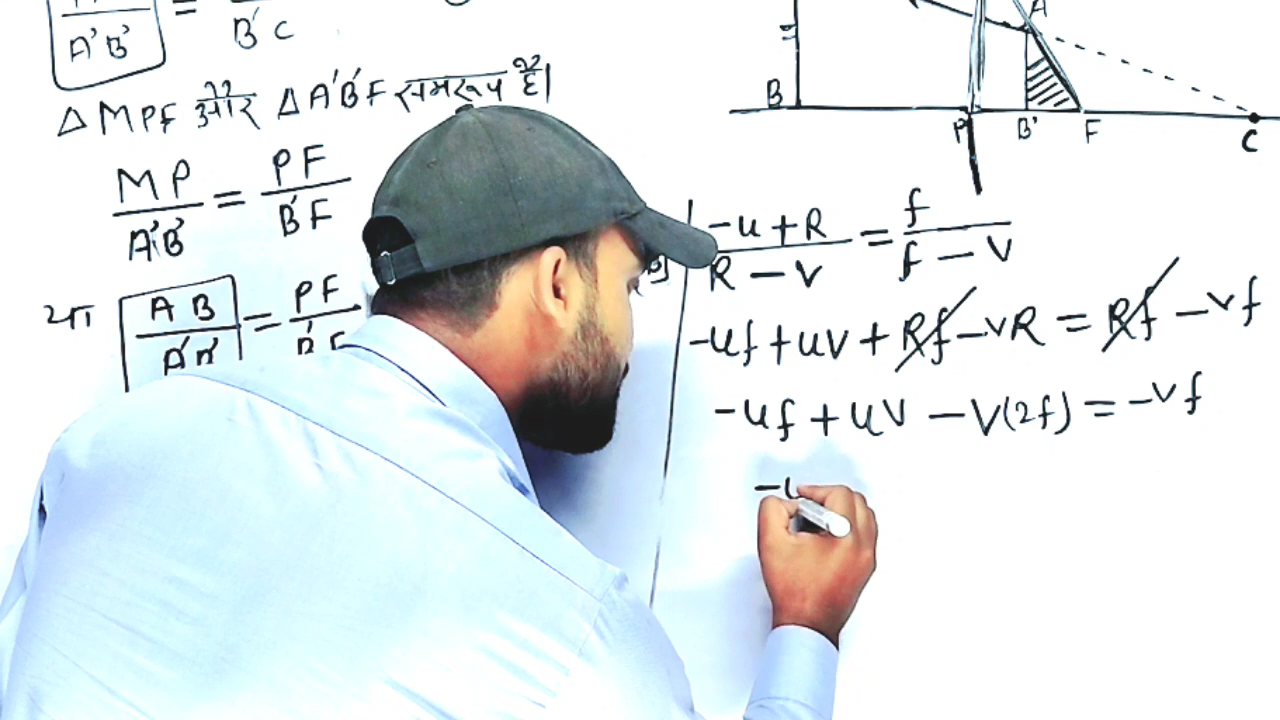 A'B'
=
B'C
Δ MPF और Δ A'B'F समरूप है।
MP/A'B' = PF/B'F
या AB/A'B' = PF/
A
B
P
B'
F
C
-u+R/R-v = f/f-v
-uf+uv+Rf-vR = Rf-vf
-uf+uv-v(2f) = -vf
-u